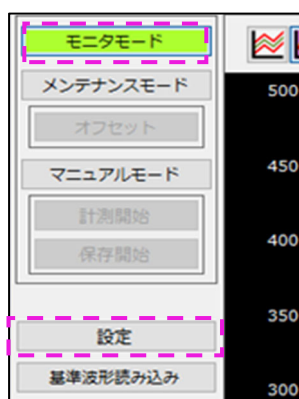 モニタモード
メンテナンスモード
オフセット
マニュアルモード
計測開始
保存開始
設定
基準波形読み込み
500
450
400
350
300